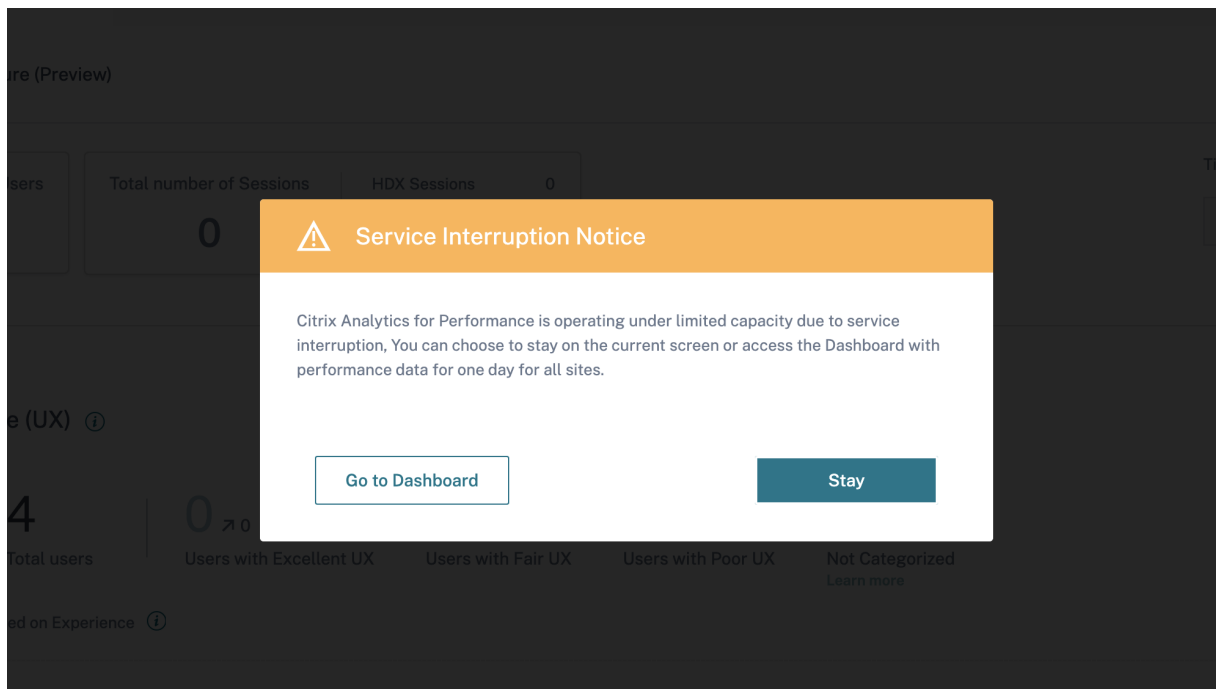 ure (Preview)
Ti
sers
Total number of Sessions
HDX Sessions 0
0
Service Interruption Notice
Citrix Analytics for Performance is operating under limited capacity due to service
interruption, You can choose to stay on the current screen or access the Dashboard with
performance data for one day for all sites.
e (UX)
Go to Dashboard
Stay
4
0 0
Total users
Users with Excellent UX
Users with Fair UX
Users with Poor UX
Not Categorized
Learn more
ed on Experience